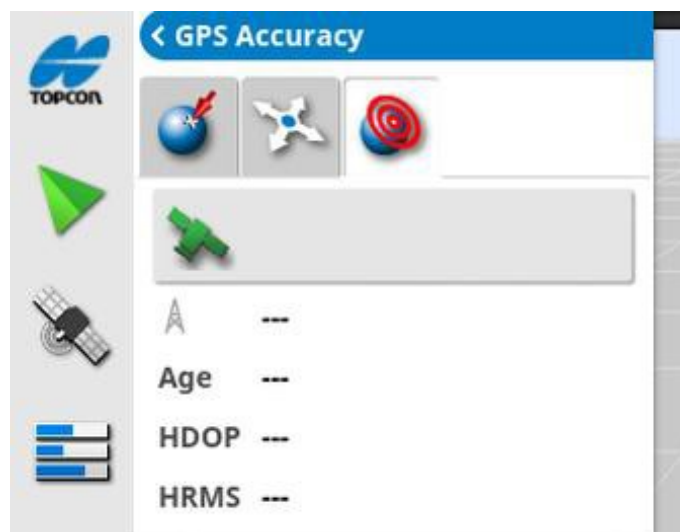 < GPS Accuracy
TOPCON
---
Age ---
HDOP ---
HRMS ---